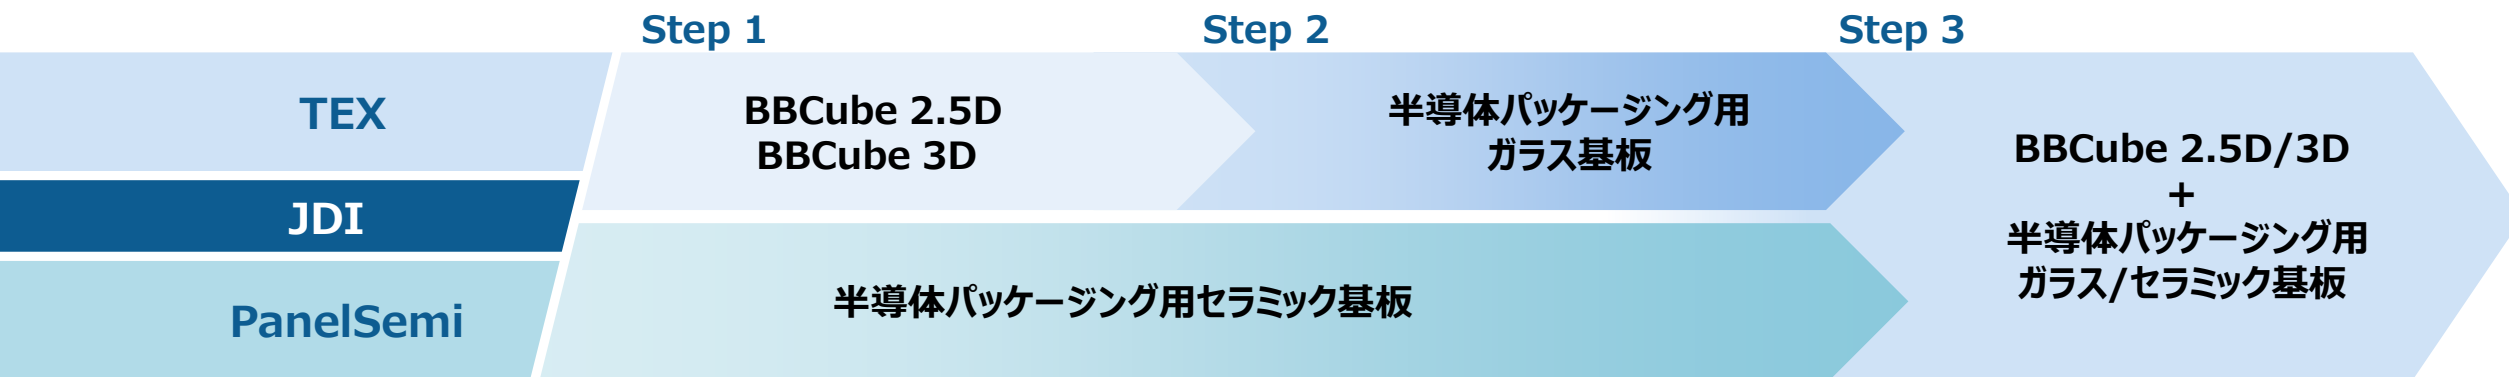 Step 1
Step 2
Step 3
TEX
JDI
PanelSemi
BBCube 2.5D
BBCube 3D
半導体パッケージング用
ガラス基板
半導体パッケージング用セラミック基板
BBCube 2.5D/3D
+
半導体パッケージング用
ガラス/セラミック基板